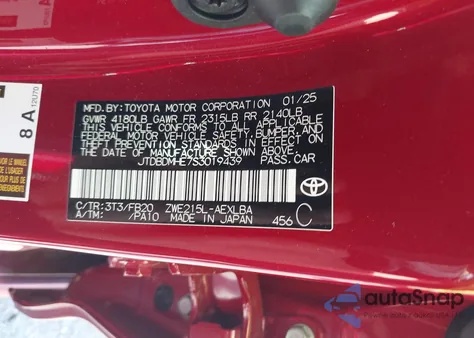 MFD.BY:TOYOTA MOTOR CORPORATION 01/25
GVWR 4180LB GAWR FR 2315LB RR 2140LB
THIS VEHICLE CONFORMS TO ALL APPLICABLE
FEDERAL MOTOR VEHICLE SAFETY,BUMPER, AND
THEFT PREVENTION STANDARDS IN EFFECT ON
THE DATE OF MANUFACTURE SHOWN ABOVE.
JTDBDMHE7S3019439 PASS.CAR
C/TR:3T3/FB20 ZWE215L-AEXLBA
A/TM: /PA10 MADE IN JAPAN 456 C
TOYOTA
8 A 12U70
autoSnap